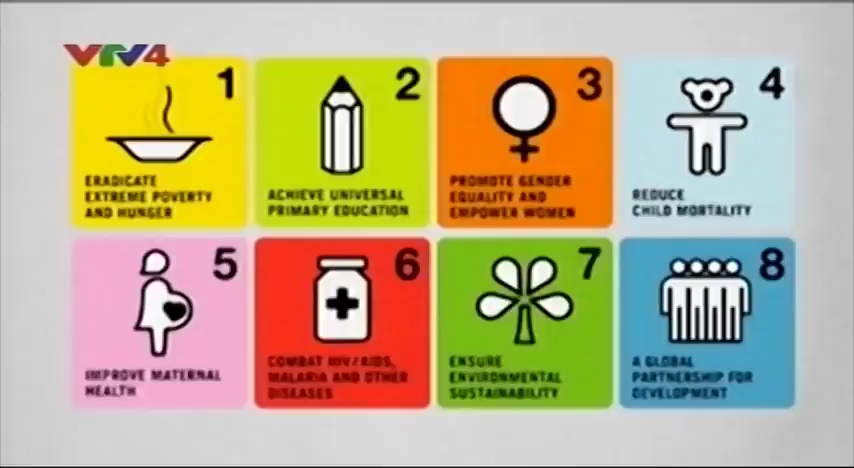 VTV4
1
ERADICATE
EXTREME POVERTY
AND HUNGER
2
ACHIEVE UNIVERSAL
PRIMARY EDUCATION
3
PROMOTE GENDER
EQUALITY AND
EMPOWER WOMEN
4
REDUCE
CHILD MORTALITY
5
IMPROVE MATERNAL
HEALTH
6
COMBAT HIV/AIDS,
MALARIA AND OTHER
DISEASES
7
ENSURE
ENVIRONMENTAL
SUSTAINABILITY
8
A GLOBAL
PARTNERSHIP FOR
DEVELOPMENT